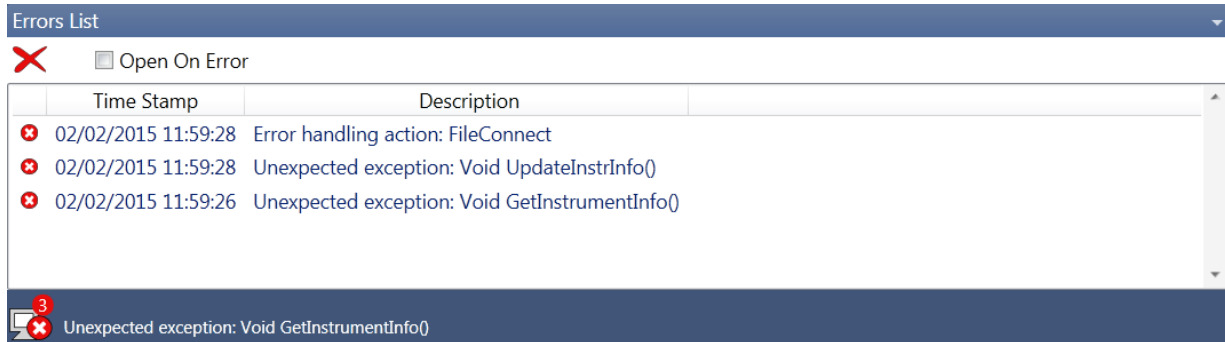 Errors List
Open On Error
Time Stamp Description
02/02/2015 11:59:28 Error handling action: FileConnect
02/02/2015 11:59:28 Unexpected exception: Void UpdateInstrInfo()
02/02/2015 11:59:26 Unexpected exception: Void GetInstrumentInfo()
3
Unexpected exception: Void GetInstrumentInfo()